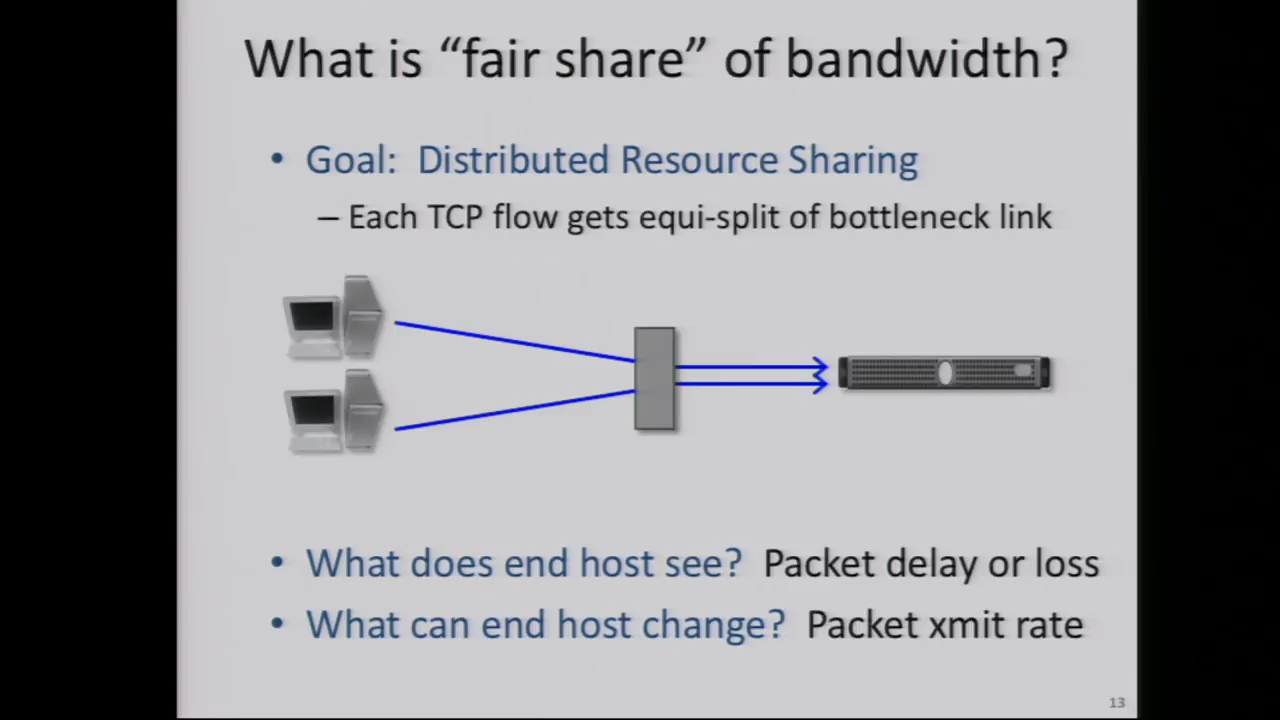 What is “fair share” of bandwidth?
• Goal: Distributed Resource Sharing
– Each TCP flow gets equi-split of bottleneck link
• What does end host see? Packet delay or loss
• What can end host change? Packet xmit rate
13